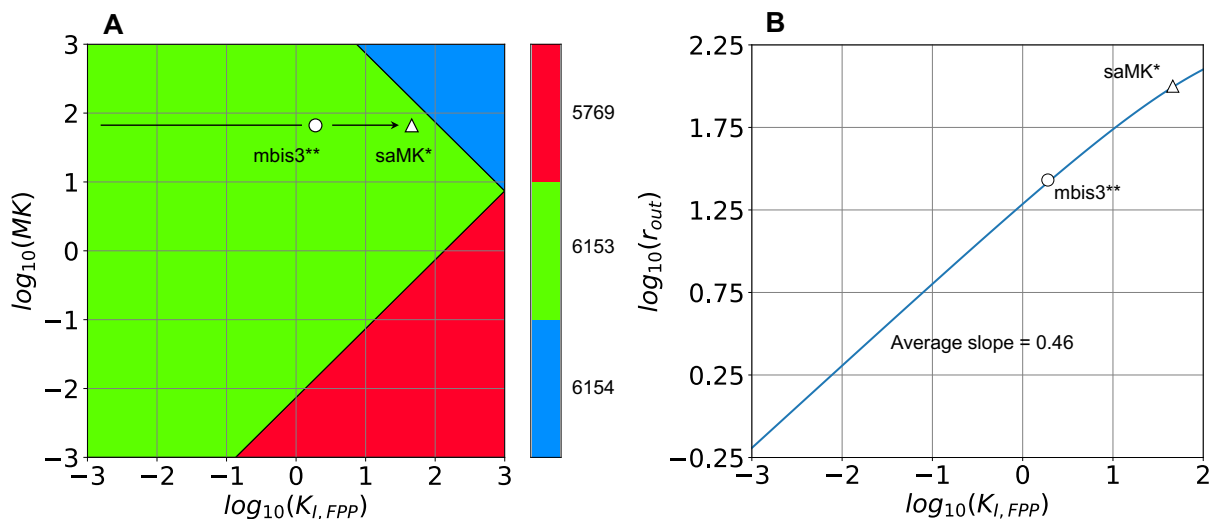 A
3
2
1
0
−1
−2
−3
log10(MK)
mbis3**
saMK*
−3
−2
−1
0
1
2
3
log10(KI,FPP)
5769
6153
6154
B
2.25
1.75
1.25
0.75
0.25
−0.25
log10(rout)
saMK*
mbis3**
Average slope = 0.46
−3
−2
−1
0
1
2
log10(KI,FPP)